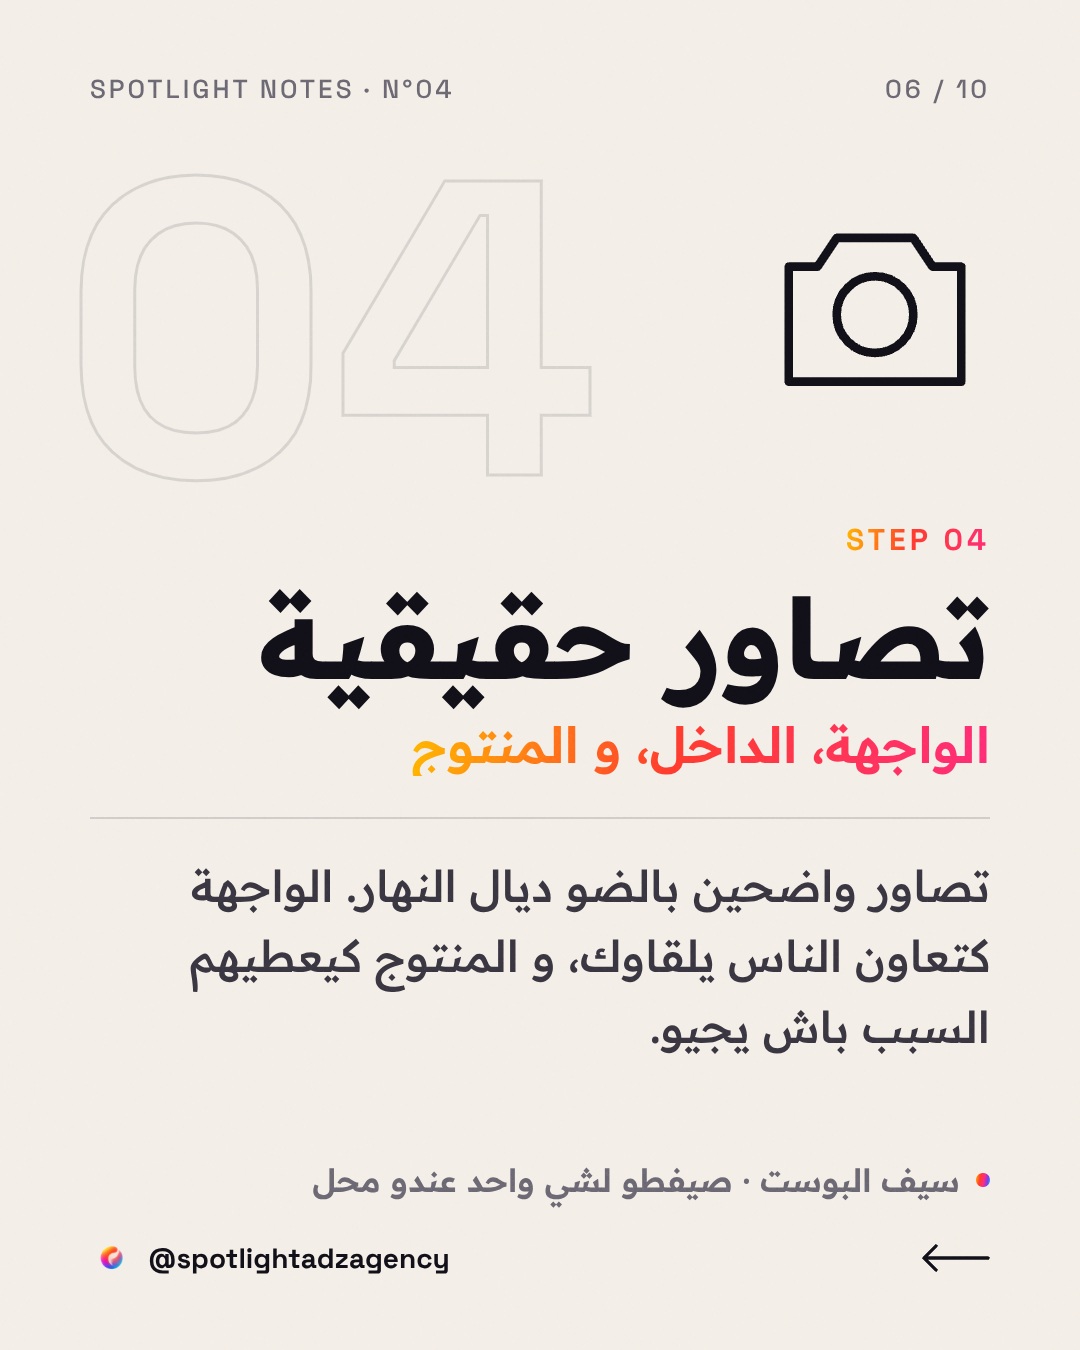 SPOTLIGHT NOTES · N°04
06 / 10
04
STEP 04
تصاور حقيقية
الواجهة، الداخل، و المنتوج
تصاور واضحين بالضو ديال النهار. الواجهة
كتعاون الناس يلقاوك، و المنتوج كيعطيهم
السبب باش يجيو.
سيف البوست · صيفطو لشي واحد عندو محل
@spotlightadzagency